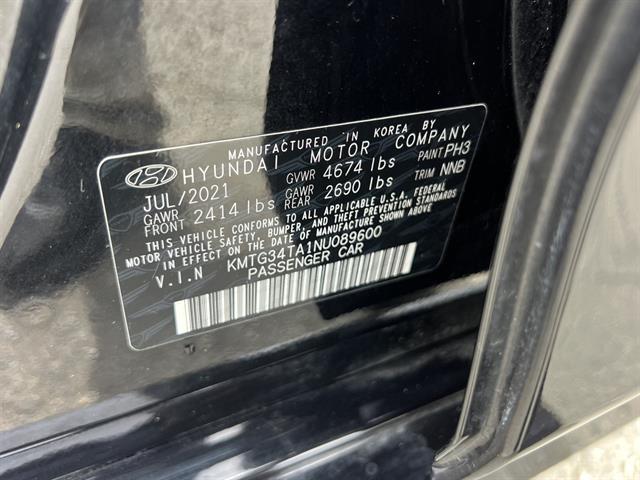 MANUFACTURED IN KOREA BY
HYUNDAI MOTOR COMPANY
JUL/2021 GVWR 4674 lbs PAINT PH3
GAWR FRONT 2414 lbs GAWR REAR 2690 lbs TRIM NNB
THIS VEHICLE CONFORMS TO ALL APPLICABLE U.S.A. FEDERAL
MOTOR VEHICLE SAFETY, BUMPER, AND THEFT PREVENTION STANDARDS
IN EFFECT ON THE DATE OF MANUFACTURE SHOWN ABOVE.
V.I.N KMTG34TA1NU089600
PASSENGER CAR